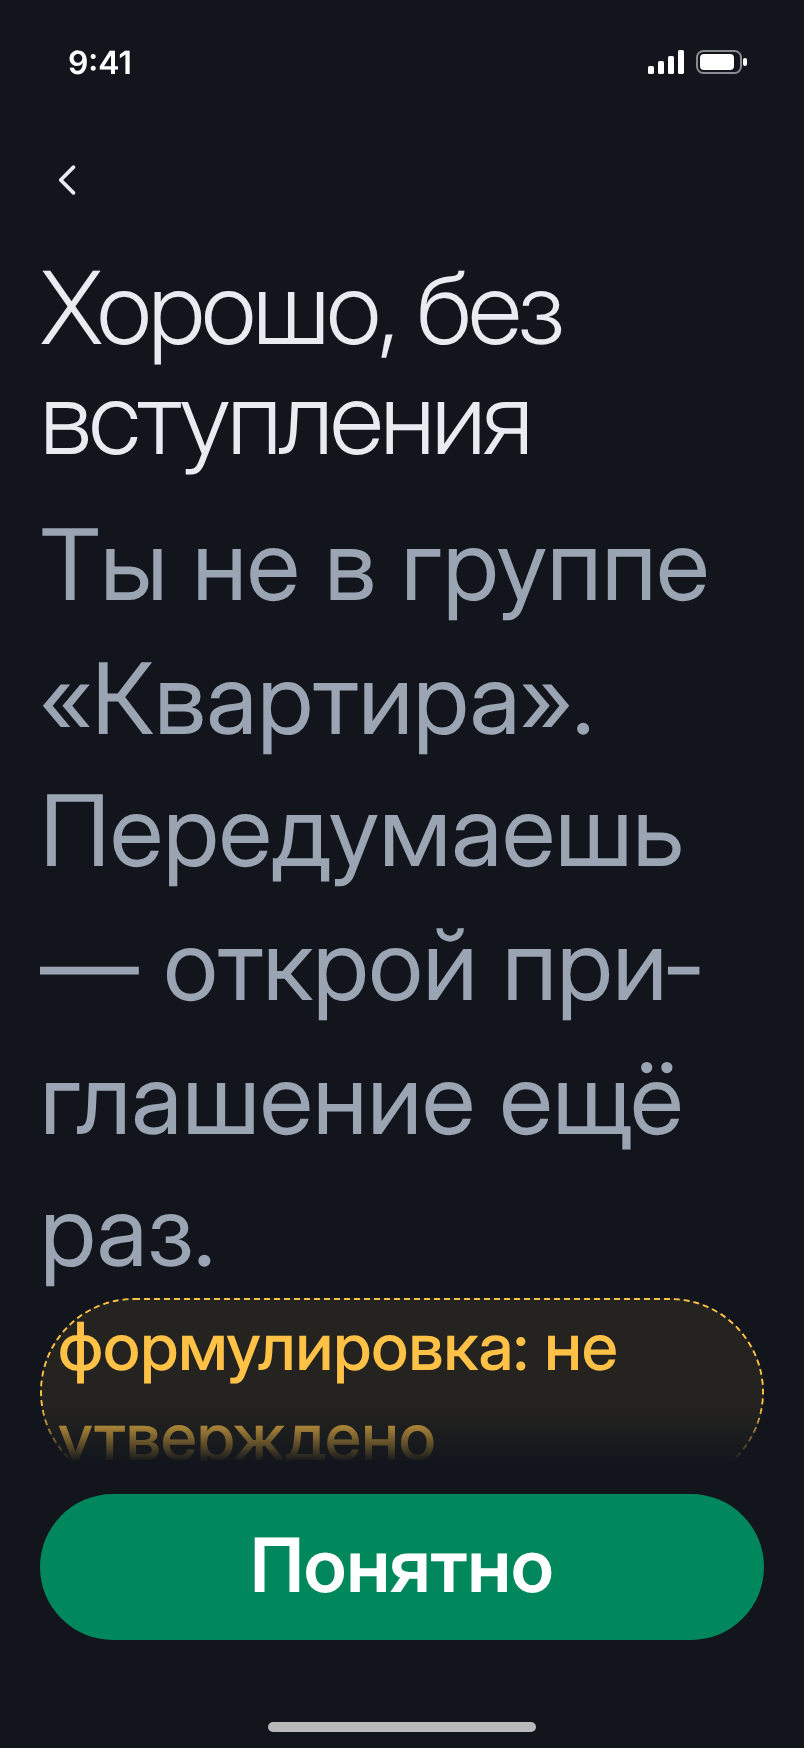 9:41
Хорошо, без
вступления
Ты не в группе
«Квартира».
Передумаешь
— открой при-
глашение ещё
раз.
формулировка: не
утверждено
Понятно